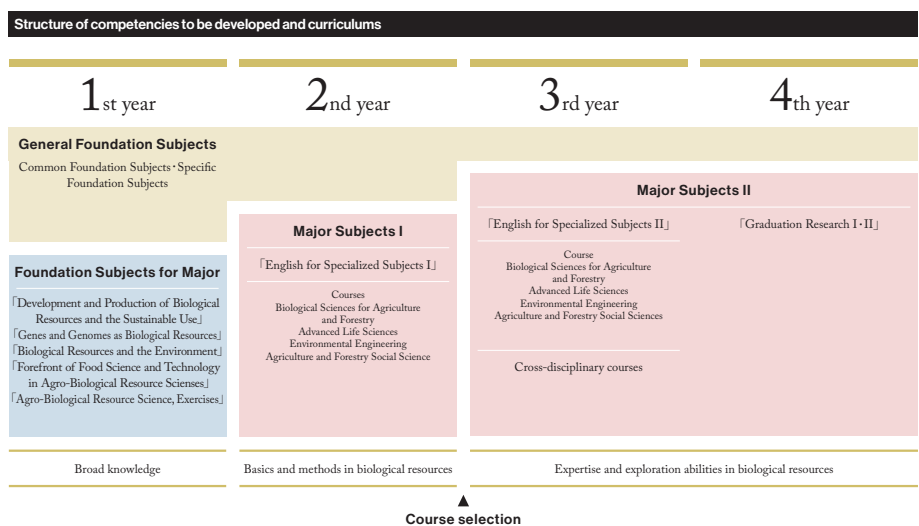 Structure of competencies to be developed and curriculums
1st year
2nd year
3rd year
4th year
General Foundation Subjects
Common Foundation Subjects・Specific
Foundation Subjects
Foundation Subjects for Major
「Development and Production of Biological
Resources and the Sustainable Use」
「Genes and Genomes as Biological Resources」
「Biological Resources and the Environment」
「Forefront of Food Science and Technology
in Agro-Biological Resource Scienses」
「Agro-Biological Resource Science, Exercises」
Major Subjects I
「English for Specialized Subjects I」
Courses
Biological Sciences for Agriculture
and Forestry
Advanced Life Sciences
Environmental Engineering
Agriculture and Forestry Social Science
Major Subjects II
「English for Specialized Subjects II」
Course
Biological Sciences for Agriculture
and Forestry
Advanced Life Sciences
Environmental Engineering
Agriculture and Forestry Social Sciences
Cross-disciplinary courses
「Graduation Research I・II」
Broad knowledge
Basics and methods in biological resources
Expertise and exploration abilities in biological resources
▲
Course selection